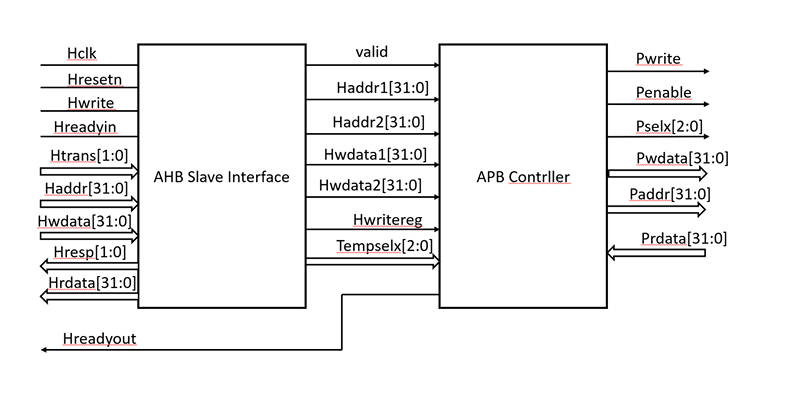 Hclk
Hresetn
Hwrite
Hreadyin
Htrans[1:0]
Haddr[31:0]
Hwdata[31:0]
Hresp[1:0]
Hrdata[31:0]
Hreadyout
AHB Slave Interface
valid
Haddr1[31:0]
Haddr2[31:0]
Hwdata1[31:0]
Hwdata2[31:0]
Hwritereg
Tempselx[2:0]
APB Contrller
Pwrite
Penable
Pselx[2:0]
Pwdata[31:0]
Paddr[31:0]
Prdata[31:0]